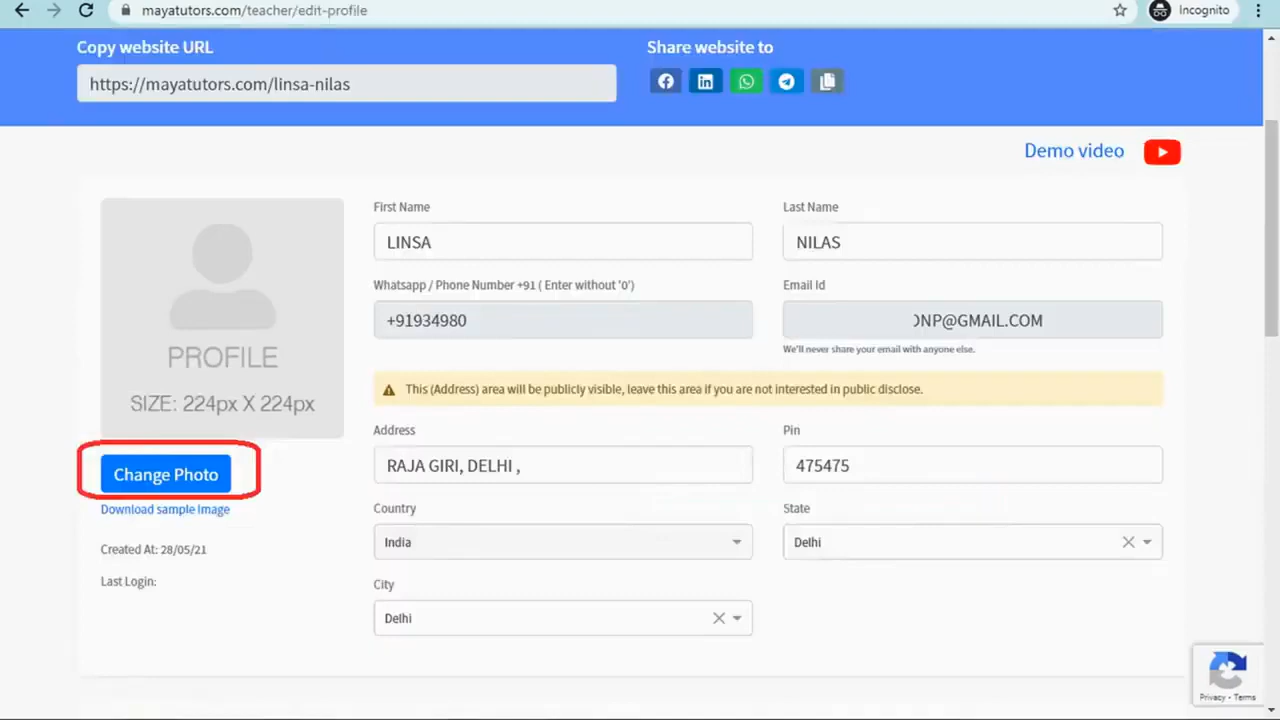 mayatutors.com/teacher/edit-profile
Incognito
Copy website URL
Share website to
https://mayatutors.com/linsa-nilas
Demo video
PROFILE
SIZE: 224px X 224px
Change Photo
Download sample Image
Created At: 28/05/21
Last Login:
First Name
Last Name
LINSA
NILAS
Whatsapp / Phone Number +91 ( Enter without '0')
Email Id
+91934980
NP@GMAIL.COM
We'll never share your email with anyone else.
This (Address) area will be publicly visible, leave this area if you are not interested in public disclose.
Address
Pin
RAJA GIRI, DELHI ,
475475
Country
State
India
Delhi
City
Delhi
Privacy - Terms